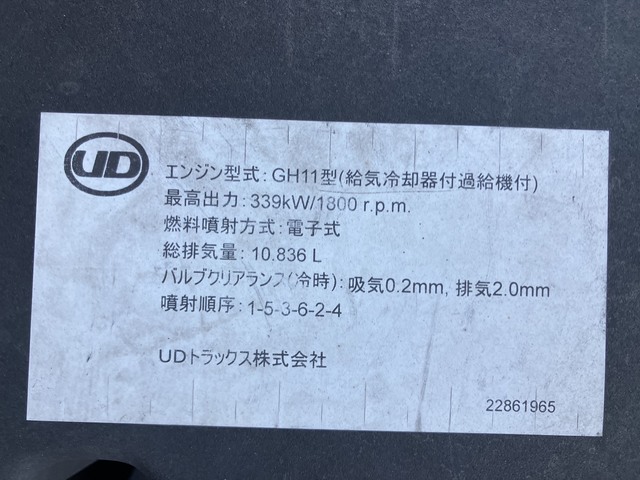 UD
エンジン型式: GH11型(給気冷却器付過給機付)
最高出力: 339kW/1800 r.p.m.
燃料噴射方式: 電子式
総排気量: 10.836 L
バルブクリアランス(冷時): 吸気0.2mm, 排気2.0mm
噴射順序: 1-5-3-6-2-4
UDトラックス株式会社
22861965